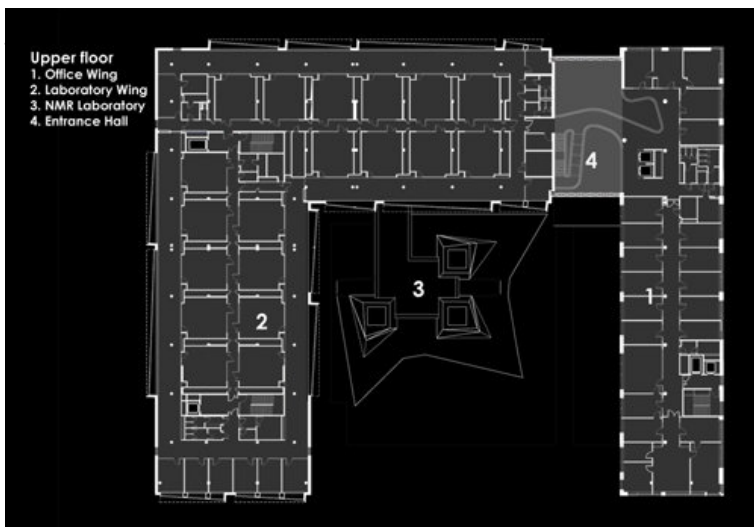 Upper floor
1. Office Wing
2. Laboratory Wing
3. NMR Laboratory
4. Entrance Hall
4
3
1
2